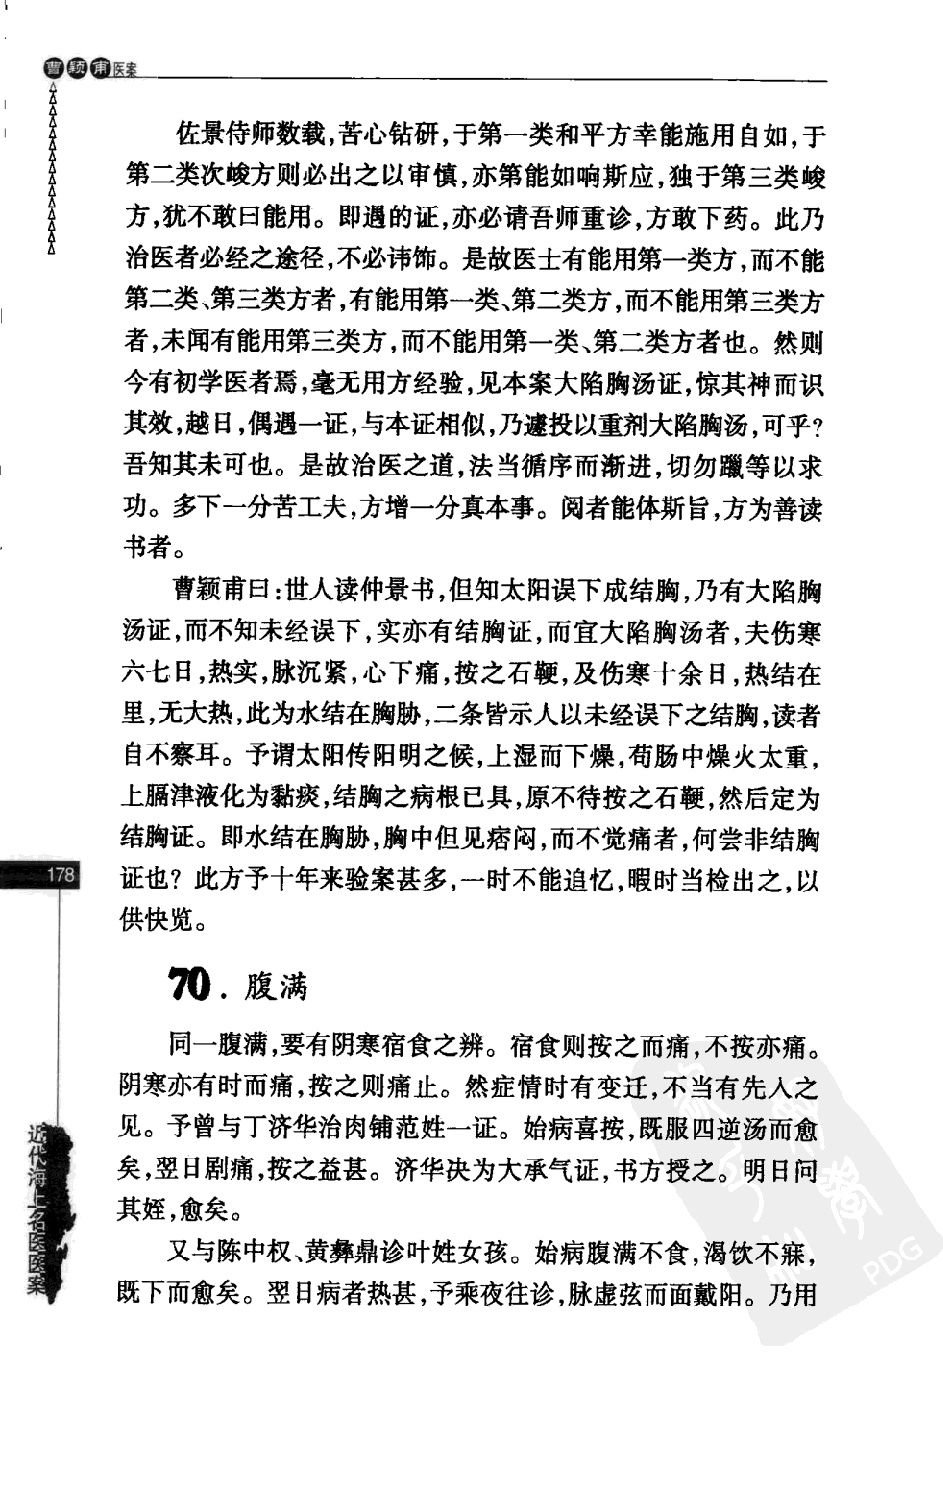 曹颖甫医案
佐景侍师数载,苦心钻研,于第一类和平方幸能施用自如,于
第二类次峻方则必出之以审慎,亦第能如响斯应,独于第三类峻
方,犹不敢曰能用。即遇的证,亦必请吾师重诊,方敢下药。此乃
治医者必经之途径,不必讳饰。是故医士有能用第一类方,而不能
第二类、第三类方者,有能用第一类、第二类方,而不能用第三类方
者,未闻有能用第三类方,而不能用第一类、第二类方者也。然则
今有初学医者焉,毫无用方经验,见本案大陷胸汤证,惊其神而识
其效,越日,偶遇一证,与本证相似,乃遽投以重剂大陷胸汤,可乎?
吾知其未可也。是故治医之道,法当循序而渐进,切勿躐等以求
功。多下一分苦工夫,方增一分真本事。阅者能体斯旨,方为善读
书者。
曹颖甫曰:世人读仲景书,但知太阳误下成结胸,乃有大陷胸
汤证,而不知未经误下,实亦有结胸证,而宜大陷胸汤者,夫伤寒
六七日,热实,脉沉紧,心下痛,按之石鞕,及伤寒十余日,热结在
里,无大热,此为水结在胸胁,二条皆示人以未经误下之结胸,读者
自不察耳。予谓太阳传阳明之候,上湿而下燥,苟肠中燥火太重,
上膈津液化为黏痰,结胸之病根已具,原不待按之石鞕,然后定为
结胸证。即水结在胸胁,胸中但见痞闷,而不觉痛者,何尝非结胸
证也?此方予十年来验案甚多,一时不能追忆,暇时当检出之,以
供快览。
178
70.腹满
同一腹满,要有阴寒宿食之辨。宿食则按之而痛,不按亦痛。
阴寒亦有时而痛,按之则痛止。然症情时有变迁,不当有先入之
见。予曾与丁济华治肉铺范姓一证。始病喜按,既服四逆汤而愈
矣,翌日剧痛,按之益甚。济华决为大承气证,书方授之。明日问
其姪,愈矣。
又与陈中权、黄彝鼎诊叶姓女孩。始病腹满不食,渴饮不寐,
既下而愈矣。翌日病者热甚,予乘夜往诊,脉虚弦而面戴阳。乃用
近代海上名医医案
PDG